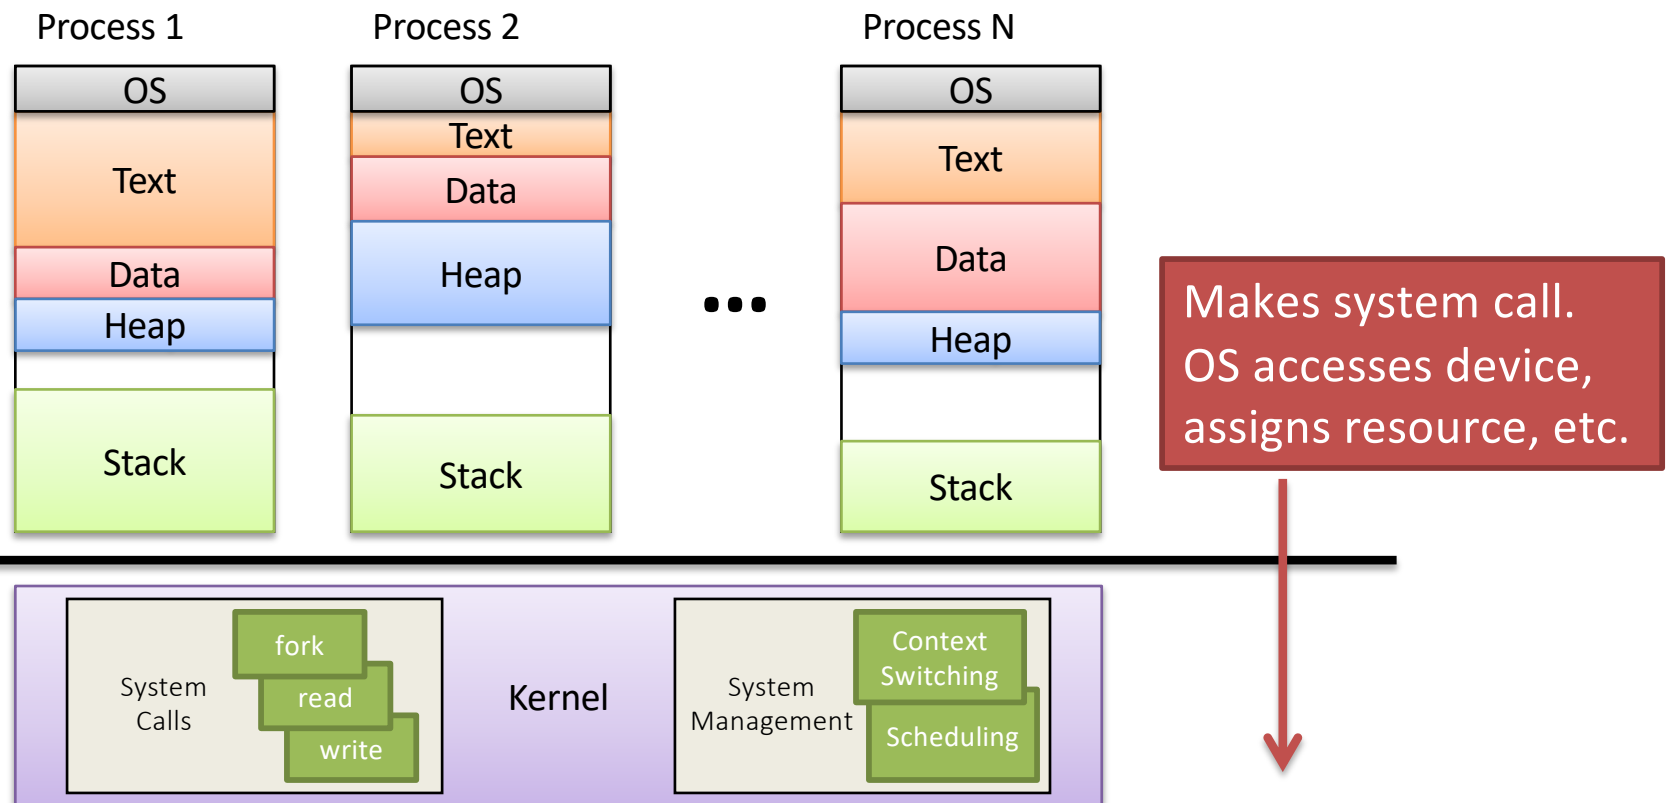 Process 1
Process 2
Process N
OS
Text
Data
Heap
Stack
OS
Text
Data
Heap
Stack
...
OS
Text
Data
Heap
Stack
Makes system call.
OS accesses device,
assigns resource, etc.
System
Calls
fork
read
write
Kernel
System
Management
Context
Switching
Scheduling